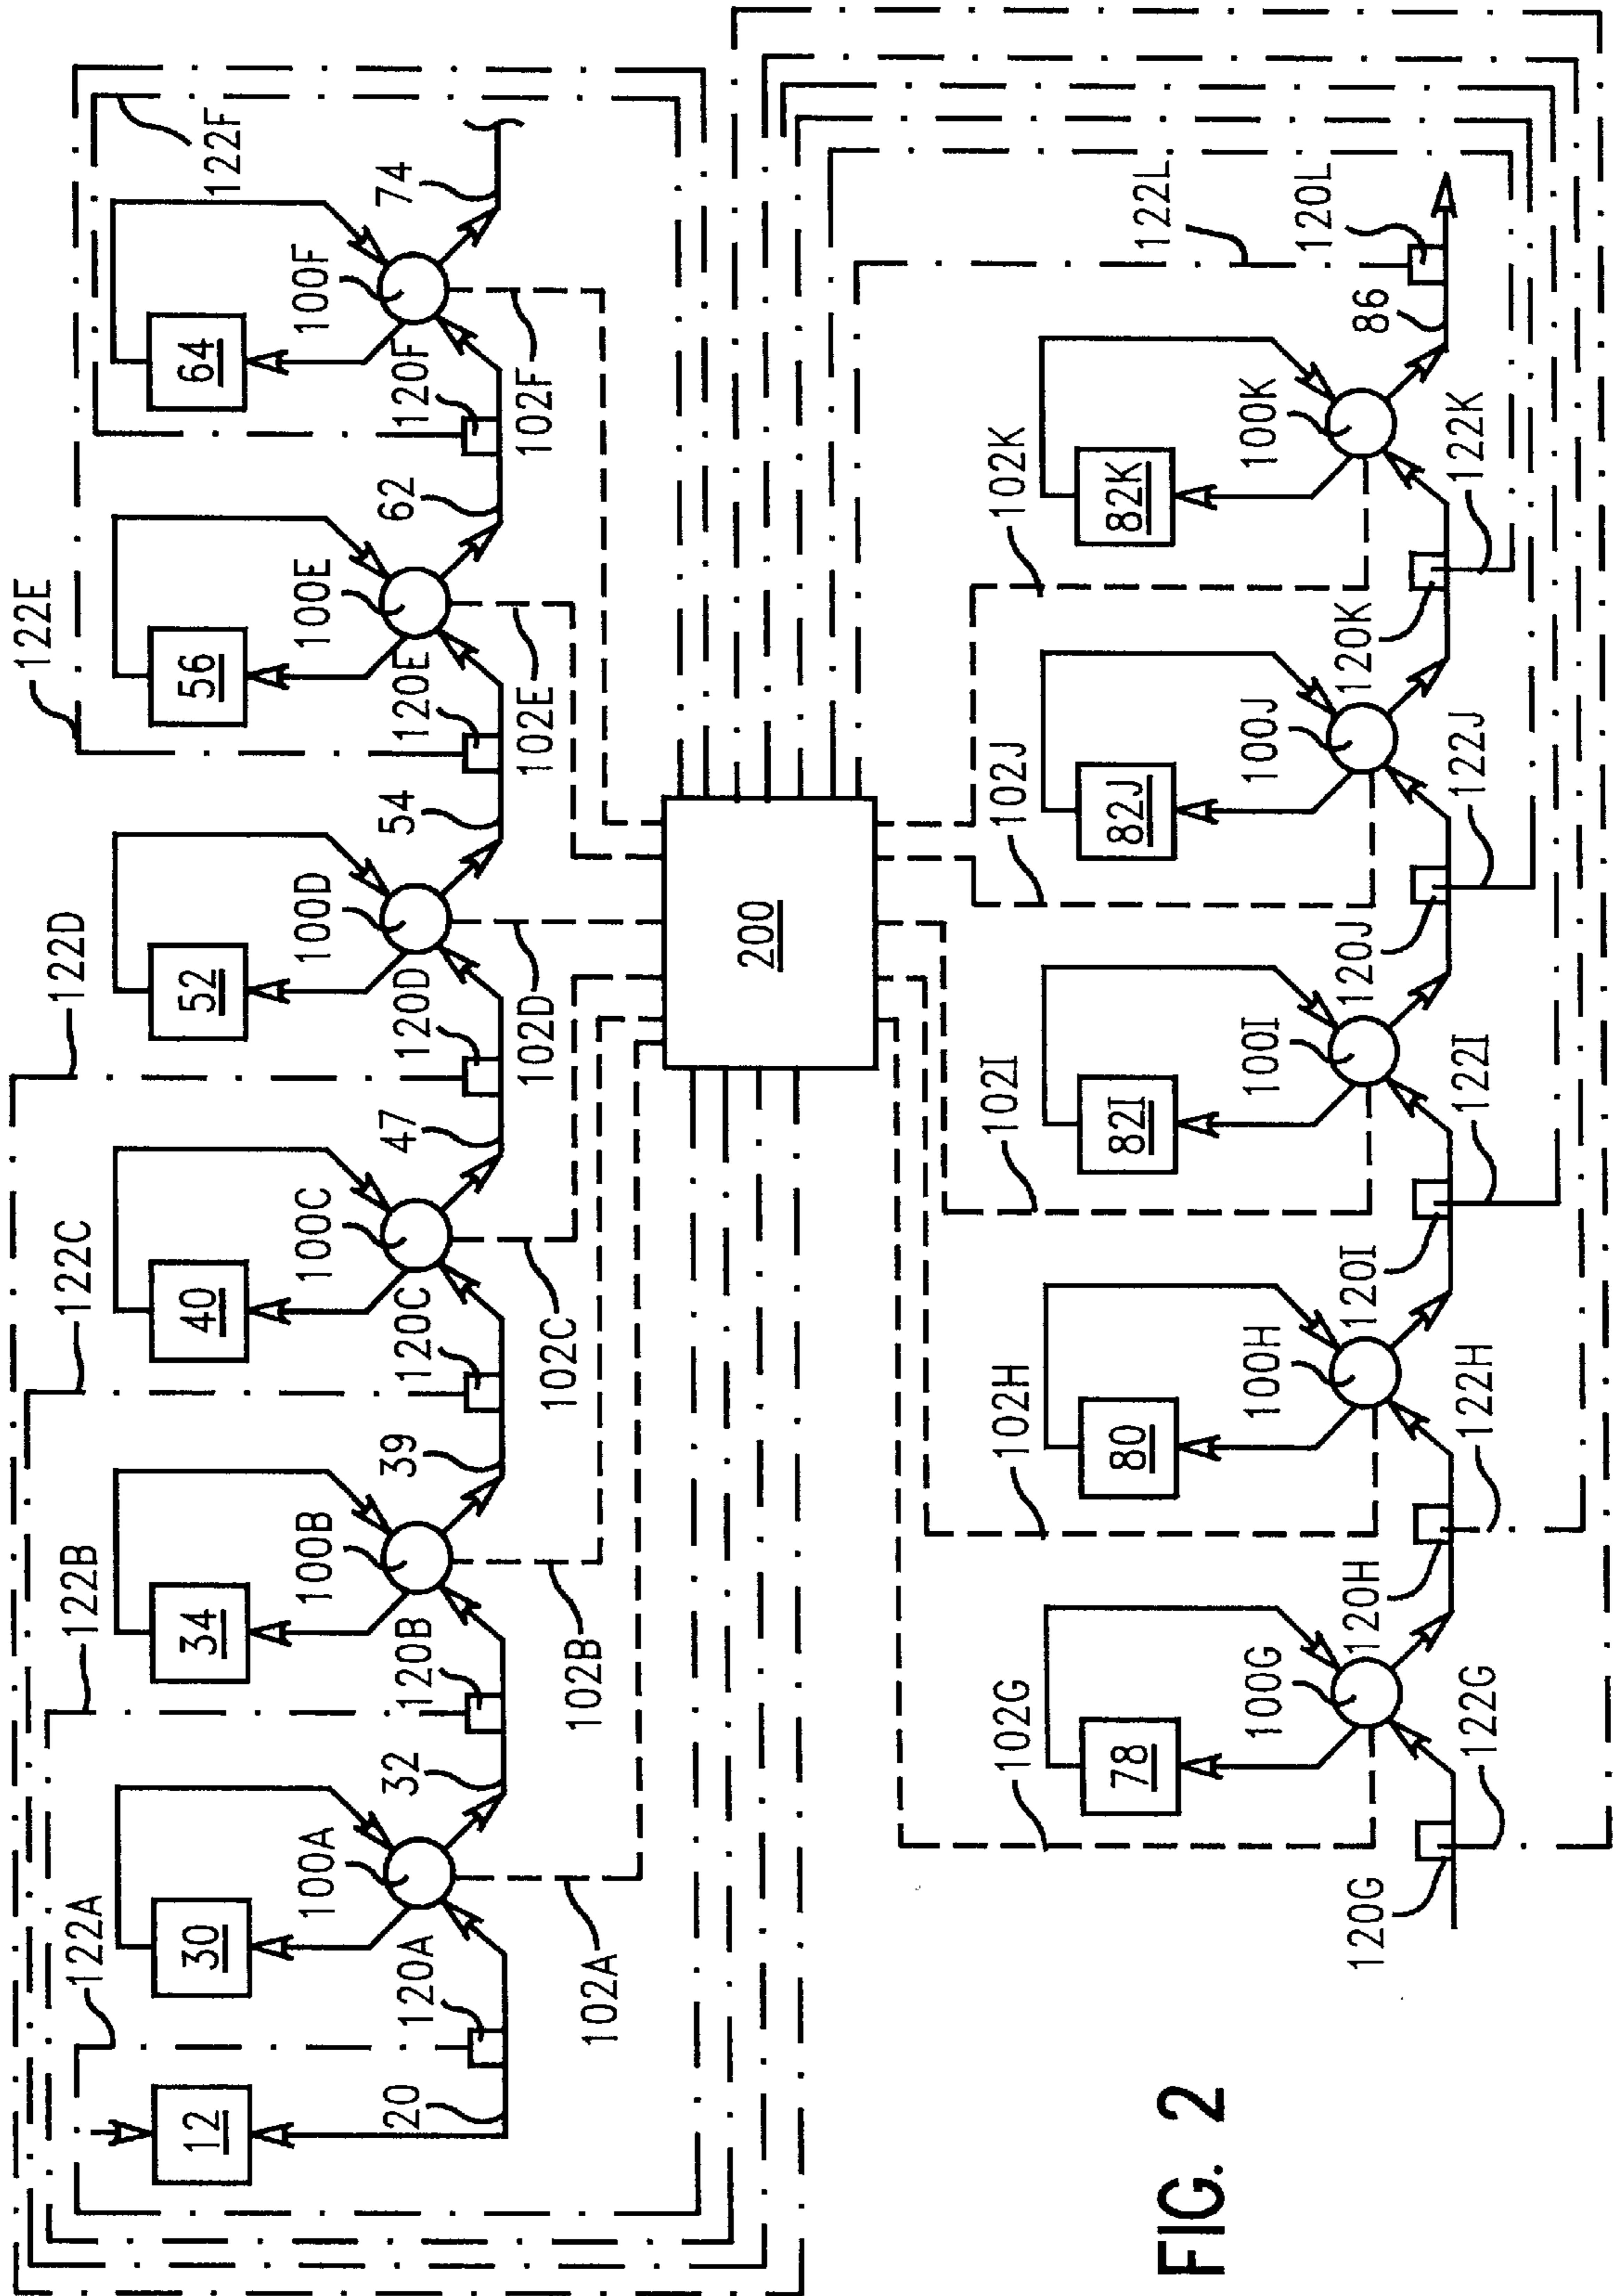 122E
122D
122C
122B
122A
122F
12
30
34
40
52
56
64
100A
100B
100C
100D
100E
100F
20
120A
32
120B
39
120C
47
120D
54
120E
62
120F
74
102A
102B
102C
102D
102E
102F
200
102G
102H
102I
102J
102K
122L
78
80
82I
82J
82K
120L
100G
100H
100I
100J
100K
86
120G
120H
120I
120J
120K
122G
122H
122I
122J
122K
FIG. 2